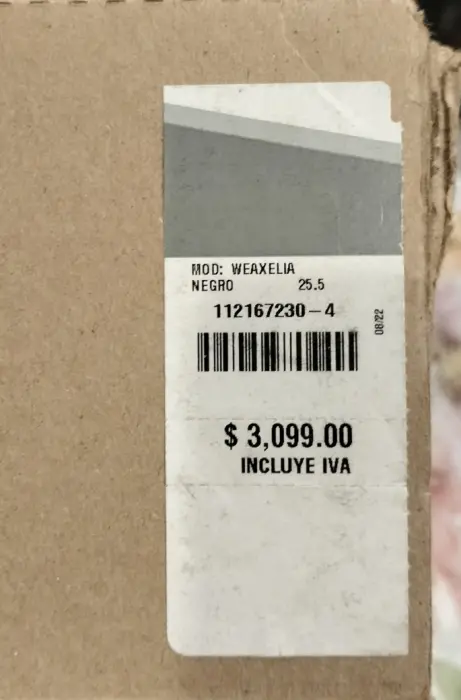 MOD: WEAXELIA
NEGRO 25.5
112167230-4
08/22
$ 3,099.00
INCLUYE IVA